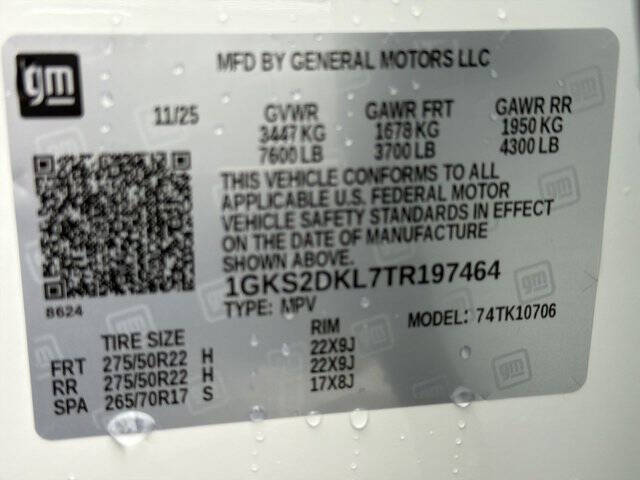 gm
MFD BY GENERAL MOTORS LLC
11/25 GVWR GAWR FRT GAWR RR
3447 KG 1678 KG 1950 KG
7600 LB 3700 LB 4300 LB
THIS VEHICLE CONFORMS TO ALL
APPLICABLE U.S. FEDERAL MOTOR
VEHICLE SAFETY STANDARDS IN EFFECT
ON THE DATE OF MANUFACTURE
SHOWN ABOVE.
1GKS2DKL7TR197464
8624
TYPE: MPV MODEL: 74TK10706
TIRE SIZE RIM
FRT 275/50R22 H 22X9J
RR 275/50R22 H 22X9J
SPA 265/70R17 S 17X8J